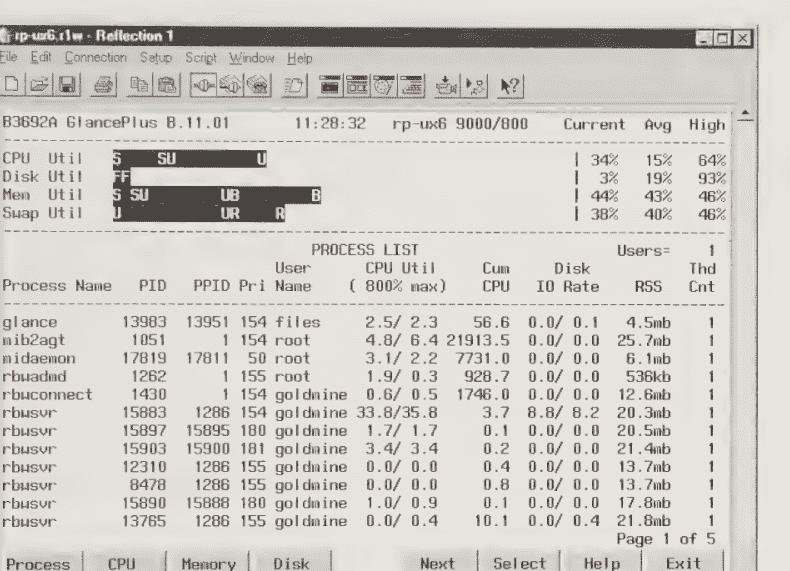 rp-ux6.r1w - Reflection 1
File Edit Connection Setup Script Window Help
B3692A GlancePlus B.11.01 11:28:32 rp-ux6 9000/800 Current Avg High
CPU Util S SU U 34% 15% 64%
Disk Util FF 3% 19% 93%
Mem Util S SU UB B 44% 43% 46%
Swap Util U UR R 38% 40% 46%
PROCESS LIST Users= 1
User CPU Util Cum Disk Thd
Process Name PID PPID Pri Name ( 800% max) CPU IO Rate RSS Cnt
glance 13983 13951 154 files 2.5/ 2.3 56.6 0.0/ 0.1 4.5mb 1
mib2agt 1051 1 154 root 4.8/ 6.4 21913.5 0.0/ 0.0 25.7mb 1
midaemon 17819 17811 50 root 3.1/ 2.2 7731.0 0.0/ 0.0 6.1mb 1
rbwadmd 1262 1 155 root 1.9/ 0.3 928.7 0.0/ 0.0 536kb 1
rbwconnect 1430 1 154 goldmine 0.6/ 0.5 1746.0 0.0/ 0.0 12.6mb 1
rbwsvr 15883 1286 154 goldmine 33.8/35.8 3.7 8.8/ 8.2 20.3mb 1
rbwsvr 15897 15895 180 goldmine 1.7/ 1.7 0.1 0.0/ 0.0 20.5mb 1
rbwsvr 15903 15900 181 goldmine 3.4/ 3.4 0.2 0.0/ 0.0 21.4mb 1
rbwsvr 12310 1286 155 goldmine 0.0/ 0.0 0.4 0.0/ 0.0 13.7mb 1
rbwsvr 8478 1286 155 goldmine 0.0/ 0.0 0.8 0.0/ 0.0 13.7mb 1
rbwsvr 15890 15888 180 goldmine 1.0/ 0.9 0.1 0.0/ 0.0 17.8mb 1
rbwsvr 13765 1286 155 goldmine 0.0/ 0.4 10.1 0.0/ 0.4 21.8mb 1
Page 1 of 5
Process CPU Memory Disk Next Select Help Exit